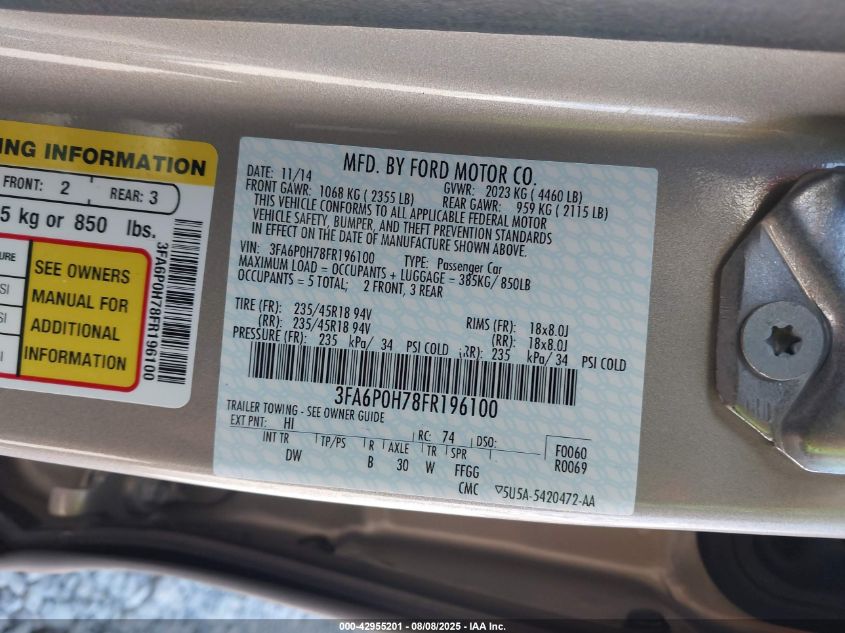 ING INFORMATION
FRONT: 2 REAR: 3
5 kg or 850 lbs.
SEE OWNERS
MANUAL FOR
ADDITIONAL
INFORMATION
3FA6P0H78FR196100
MFD. BY FORD MOTOR CO.
DATE: 11/14 GVWR: 2023 KG ( 4460 LB)
FRONT GAWR: 1068 KG ( 2355 LB) REAR GAWR: 959 KG ( 2115 LB)
THIS VEHICLE CONFORMS TO ALL APPLICABLE FEDERAL MOTOR
VEHICLE SAFETY, BUMPER, AND THEFT PREVENTION STANDARDS
IN EFFECT ON THE DATE OF MANUFACTURE SHOWN ABOVE.
VIN: 3FA6P0H78FR196100 TYPE: Passenger Car
MAXIMUM LOAD = OCCUPANTS + LUGGAGE = 385KG/ 850LB
OCCUPANTS = 5 TOTAL; 2 FRONT, 3 REAR
TIRE (FR): 235/45R18 94V RIMS (FR): 18x8.0J
(RR): 235/45R18 94V (RR): 18x8.0J
PRESSURE (FR): 235 kPa/ 34 PSI COLD (RR): 235 kPa/ 34 PSI COLD
3FA6P0H78FR196100
TRAILER TOWING - SEE OWNER GUIDE
EXT PNT: HI RC: 74 DSO: F0060
INT TR TP/PS R AXLE TR SPR R0069
DW B 30 W FFGG
CMC 5U5A-5420472-AA
000-42955201 - 08/08/2025 - IAA Inc.